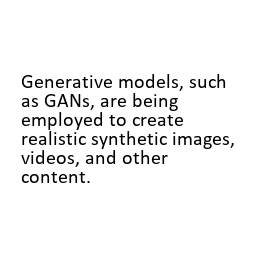 Generative models, such
as GANs, are being
employed to create
realistic synthetic images,
videos, and other
content.